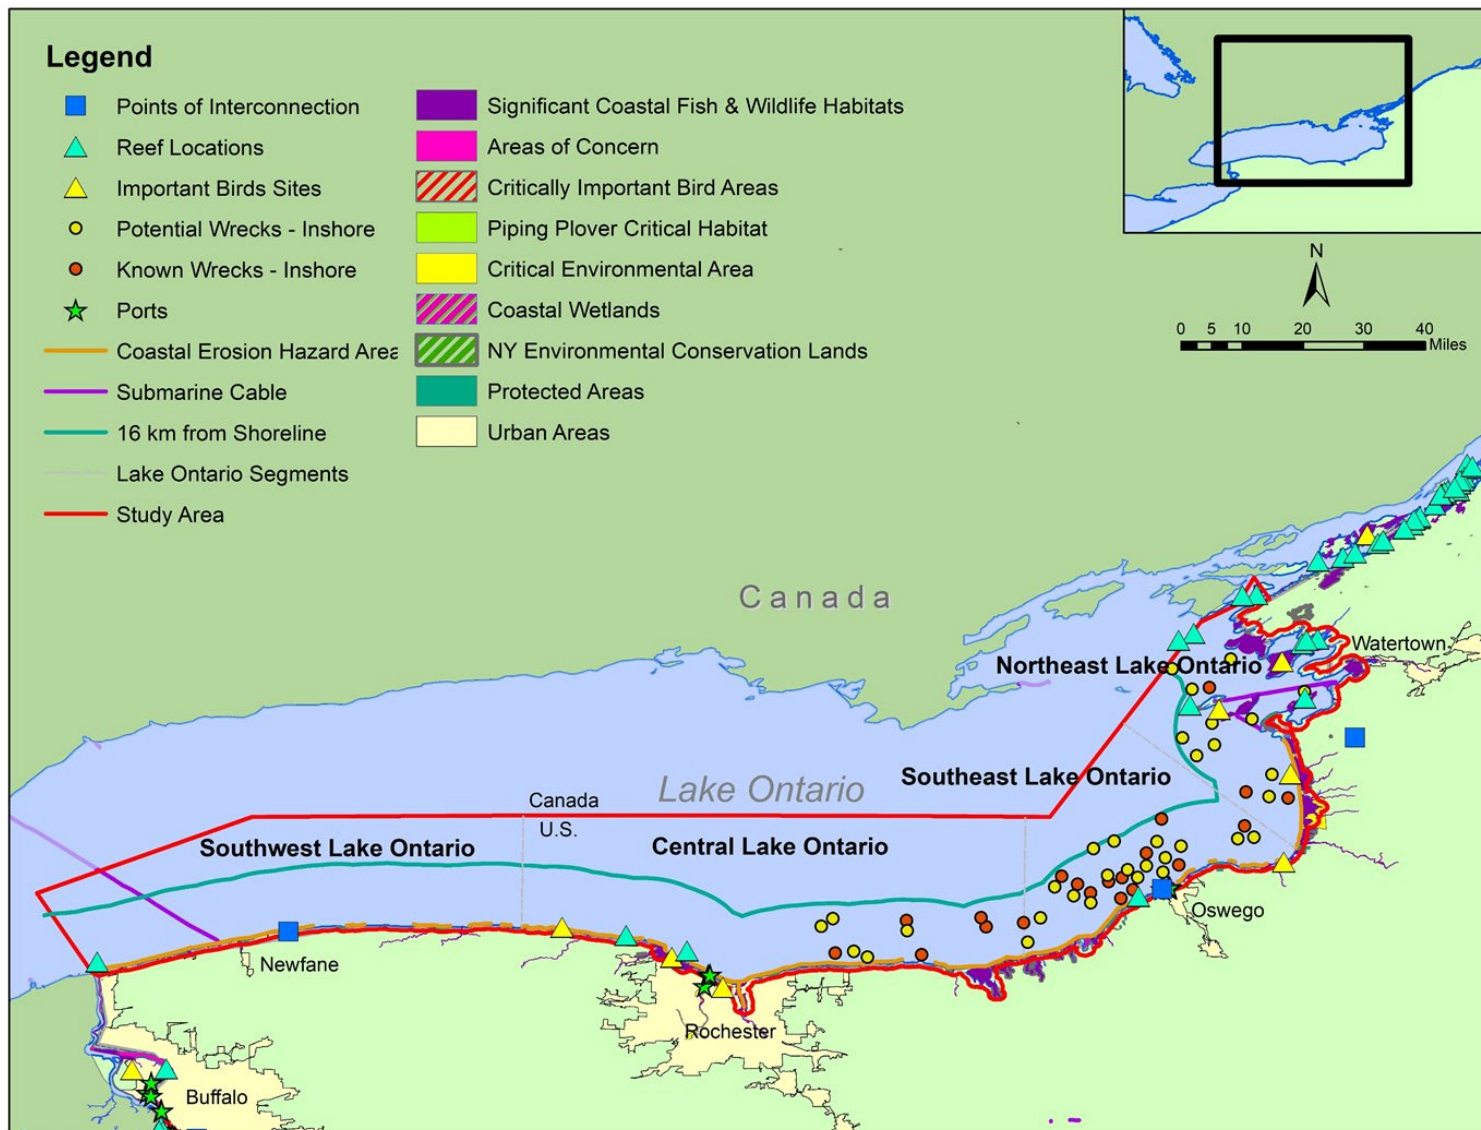 Legend
Points of Interconnection
Reef Locations
Important Birds Sites
Potential Wrecks - Inshore
Known Wrecks - Inshore
Ports
Coastal Erosion Hazard Area
Submarine Cable
16 km from Shoreline
Lake Ontario Segments
Study Area
Significant Coastal Fish & Wildlife Habitats
Areas of Concern
Critically Important Bird Areas
Piping Plover Critical Habitat
Critical Environmental Area
Coastal Wetlands
NY Environmental Conservation Lands
Protected Areas
Urban Areas
N
0 5 10 20 30 40
Miles
Canada
Watertown
Northeast Lake Ontario
Southeast Lake Ontario
Lake Ontario
Canada
U.S.
Southwest Lake Ontario
Central Lake Ontario
Oswego
Newfane
Rochester
Buffalo